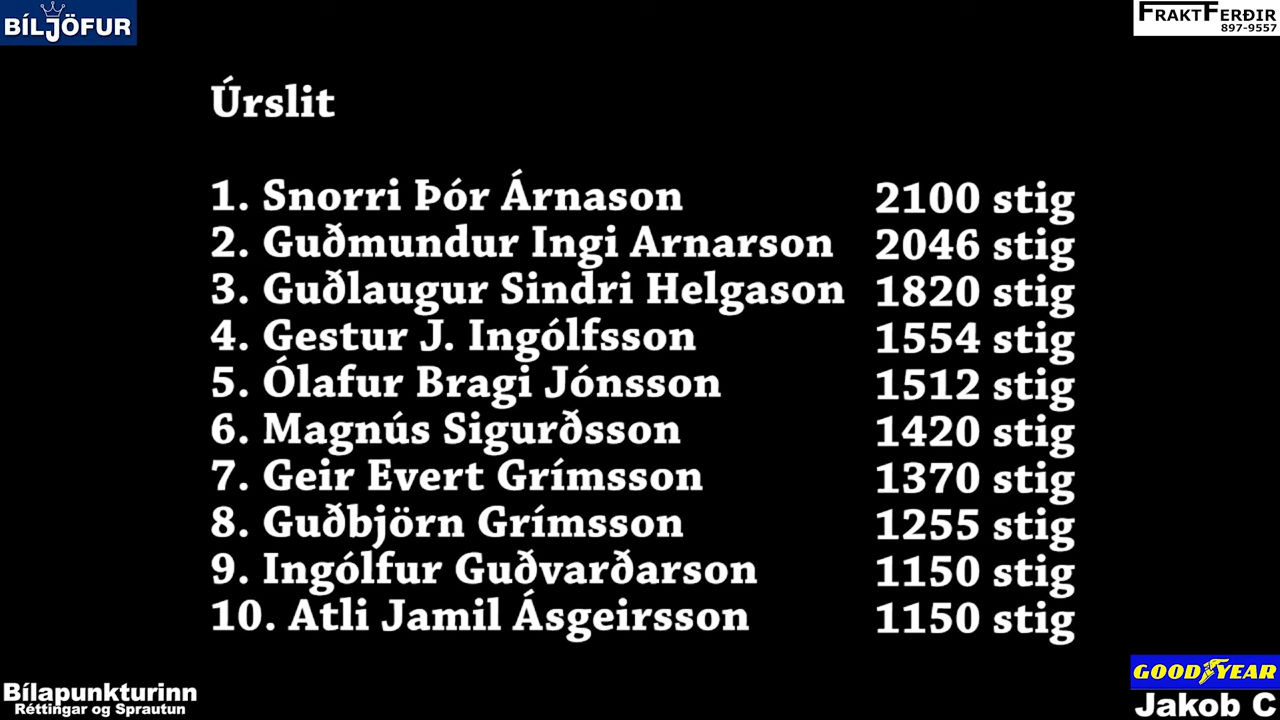 BÍLJÖFUR
FRAKTFERÐIR
897-9557
Úrslit
1. Snorri Þór Árnason 2100 stig
2. Guðmundur Ingi Arnarson 2046 stig
3. Guðlaugur Sindri Helgason 1820 stig
4. Gestur J. Ingólfsson 1554 stig
5. Ólafur Bragi Jónsson 1512 stig
6. Magnús Sigurðsson 1420 stig
7. Geir Evert Grímsson 1370 stig
8. Guðbjörn Grímsson 1255 stig
9. Ingólfur Guðvarðarson 1150 stig
10. Atli Jamil Ásgeirsson 1150 stig
Bílapunkturinn
Réttingar og Sprautun
GOODYEAR
Jakob C